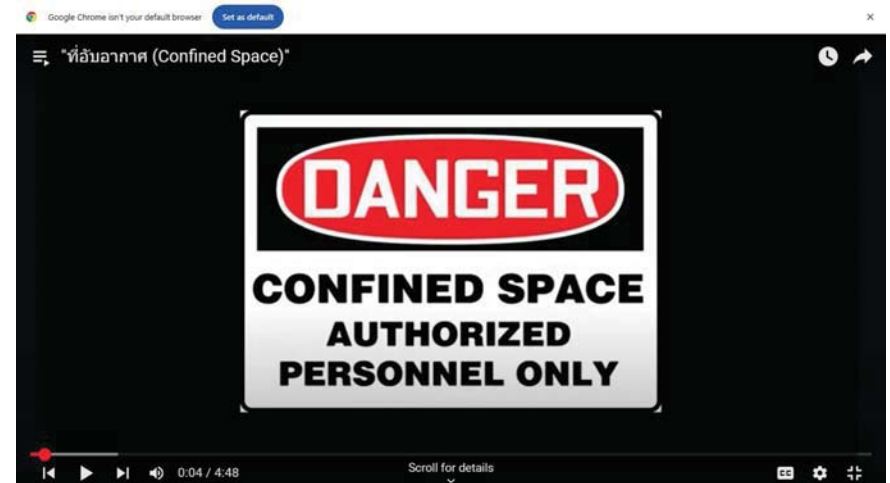 Google Chrome isn't your default browser Set as default
"ที่อับอากาศ (Confined Space)"
DANGER
CONFINED SPACE
AUTHORIZED
PERSONNEL ONLY
0:04 / 4:48
Scroll for details
CC